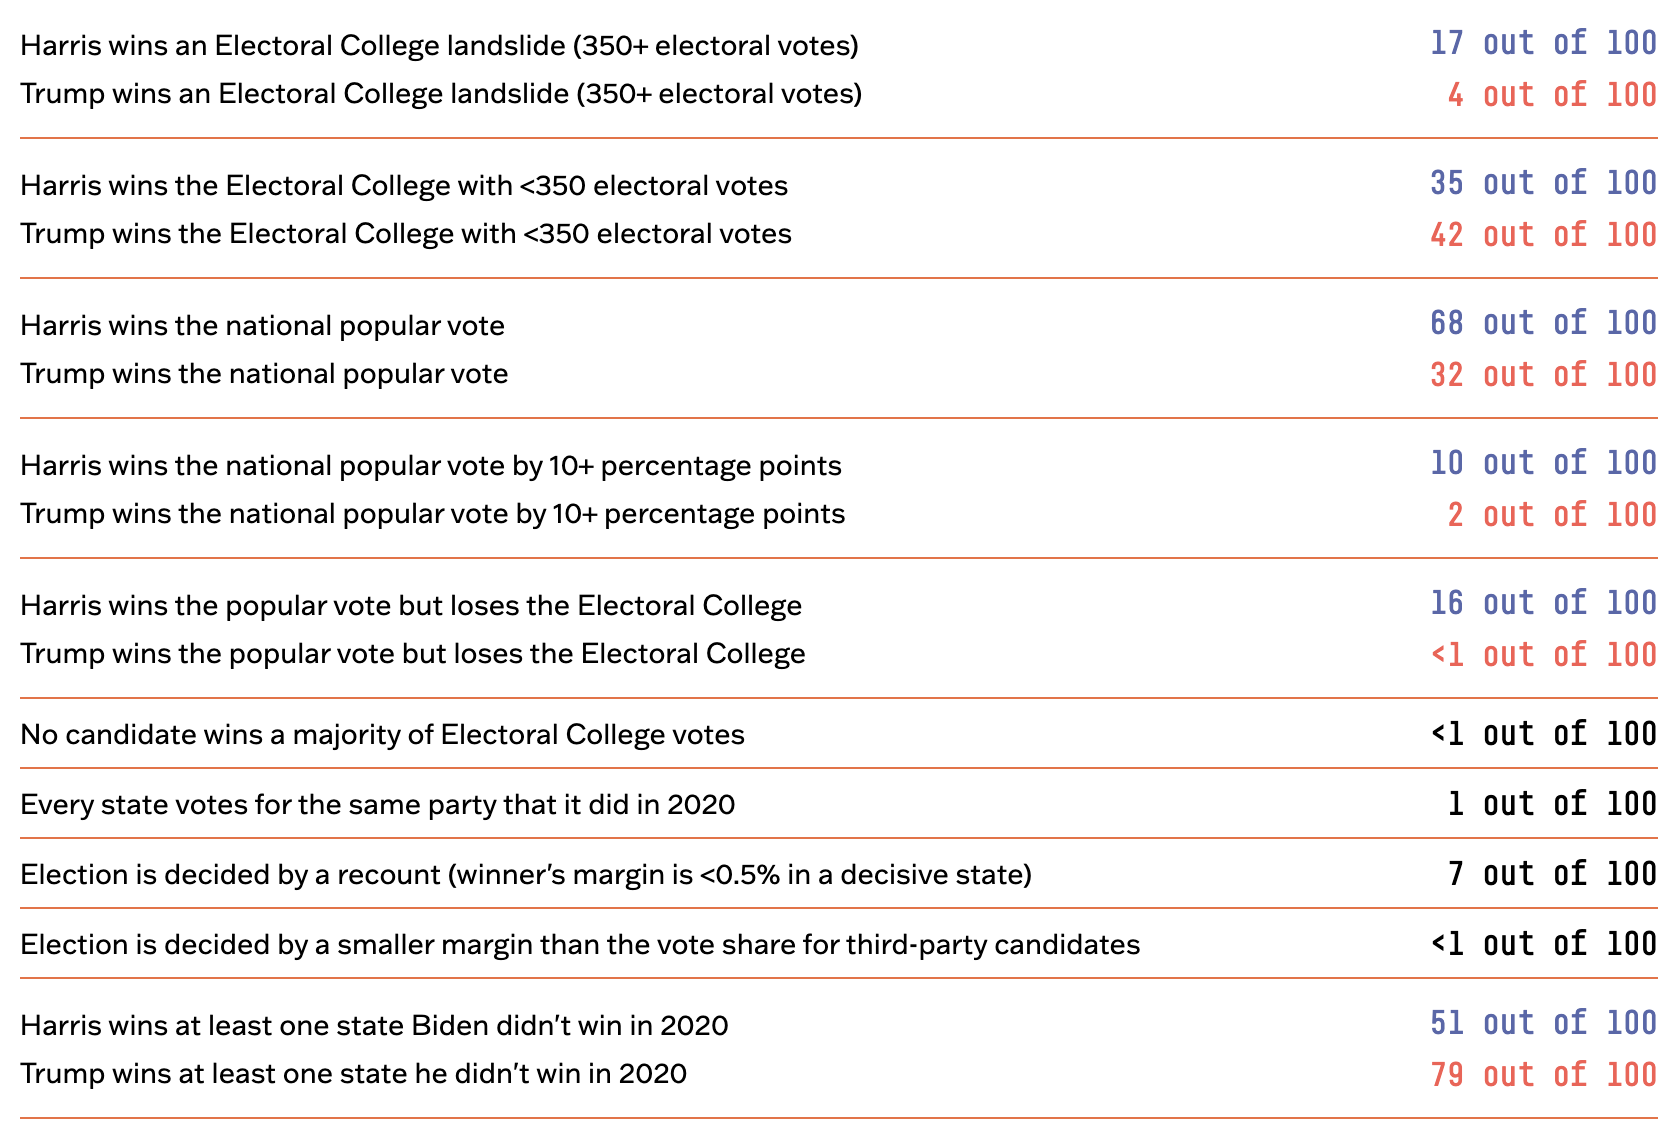 Harris wins an Electoral College landslide (350+ electoral votes) 17 out of 100
Trump wins an Electoral College landslide (350+ electoral votes) 4 out of 100
Harris wins the Electoral College with <350 electoral votes 35 out of 100
Trump wins the Electoral College with <350 electoral votes 42 out of 100
Harris wins the national popular vote 68 out of 100
Trump wins the national popular vote 32 out of 100
Harris wins the national popular vote by 10+ percentage points 10 out of 100
Trump wins the national popular vote by 10+ percentage points 2 out of 100
Harris wins the popular vote but loses the Electoral College 16 out of 100
Trump wins the popular vote but loses the Electoral College <1 out of 100
No candidate wins a majority of Electoral College votes <1 out of 100
Every state votes for the same party that it did in 2020 1 out of 100
Election is decided by a recount (winner’s margin is <0.5% in a decisive state) 7 out of 100
Election is decided by a smaller margin than the vote share for third-party candidates <1 out of 100
Harris wins at least one state Biden didn’t win in 2020 51 out of 100
Trump wins at least one state he didn’t win in 2020 79 out of 100